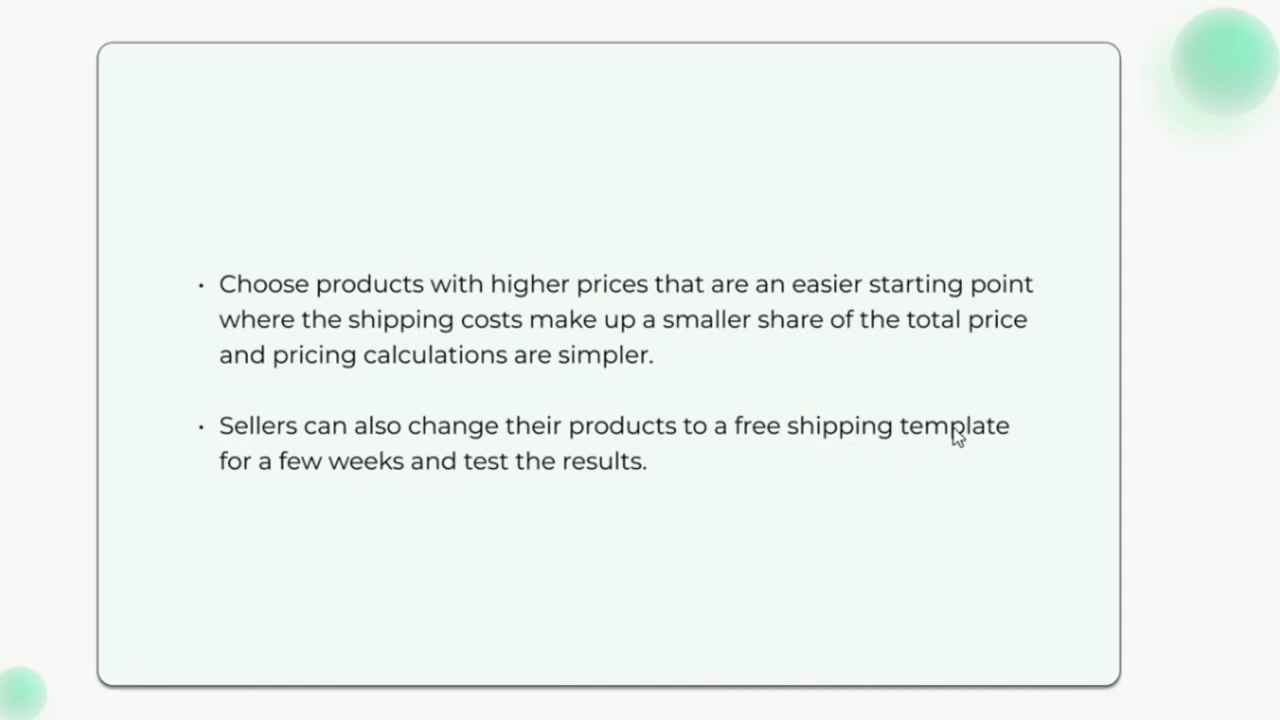 • Choose products with higher prices that are an easier starting point
where the shipping costs make up a smaller share of the total price
and pricing calculations are simpler.
• Sellers can also change their products to a free shipping template
for a few weeks and test the results.